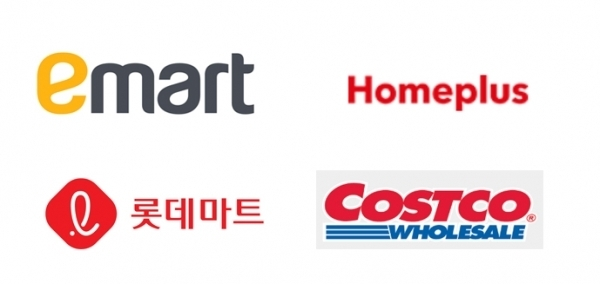 emart
Homeplus
롯데마트
COSTCO®
WHOLESALE